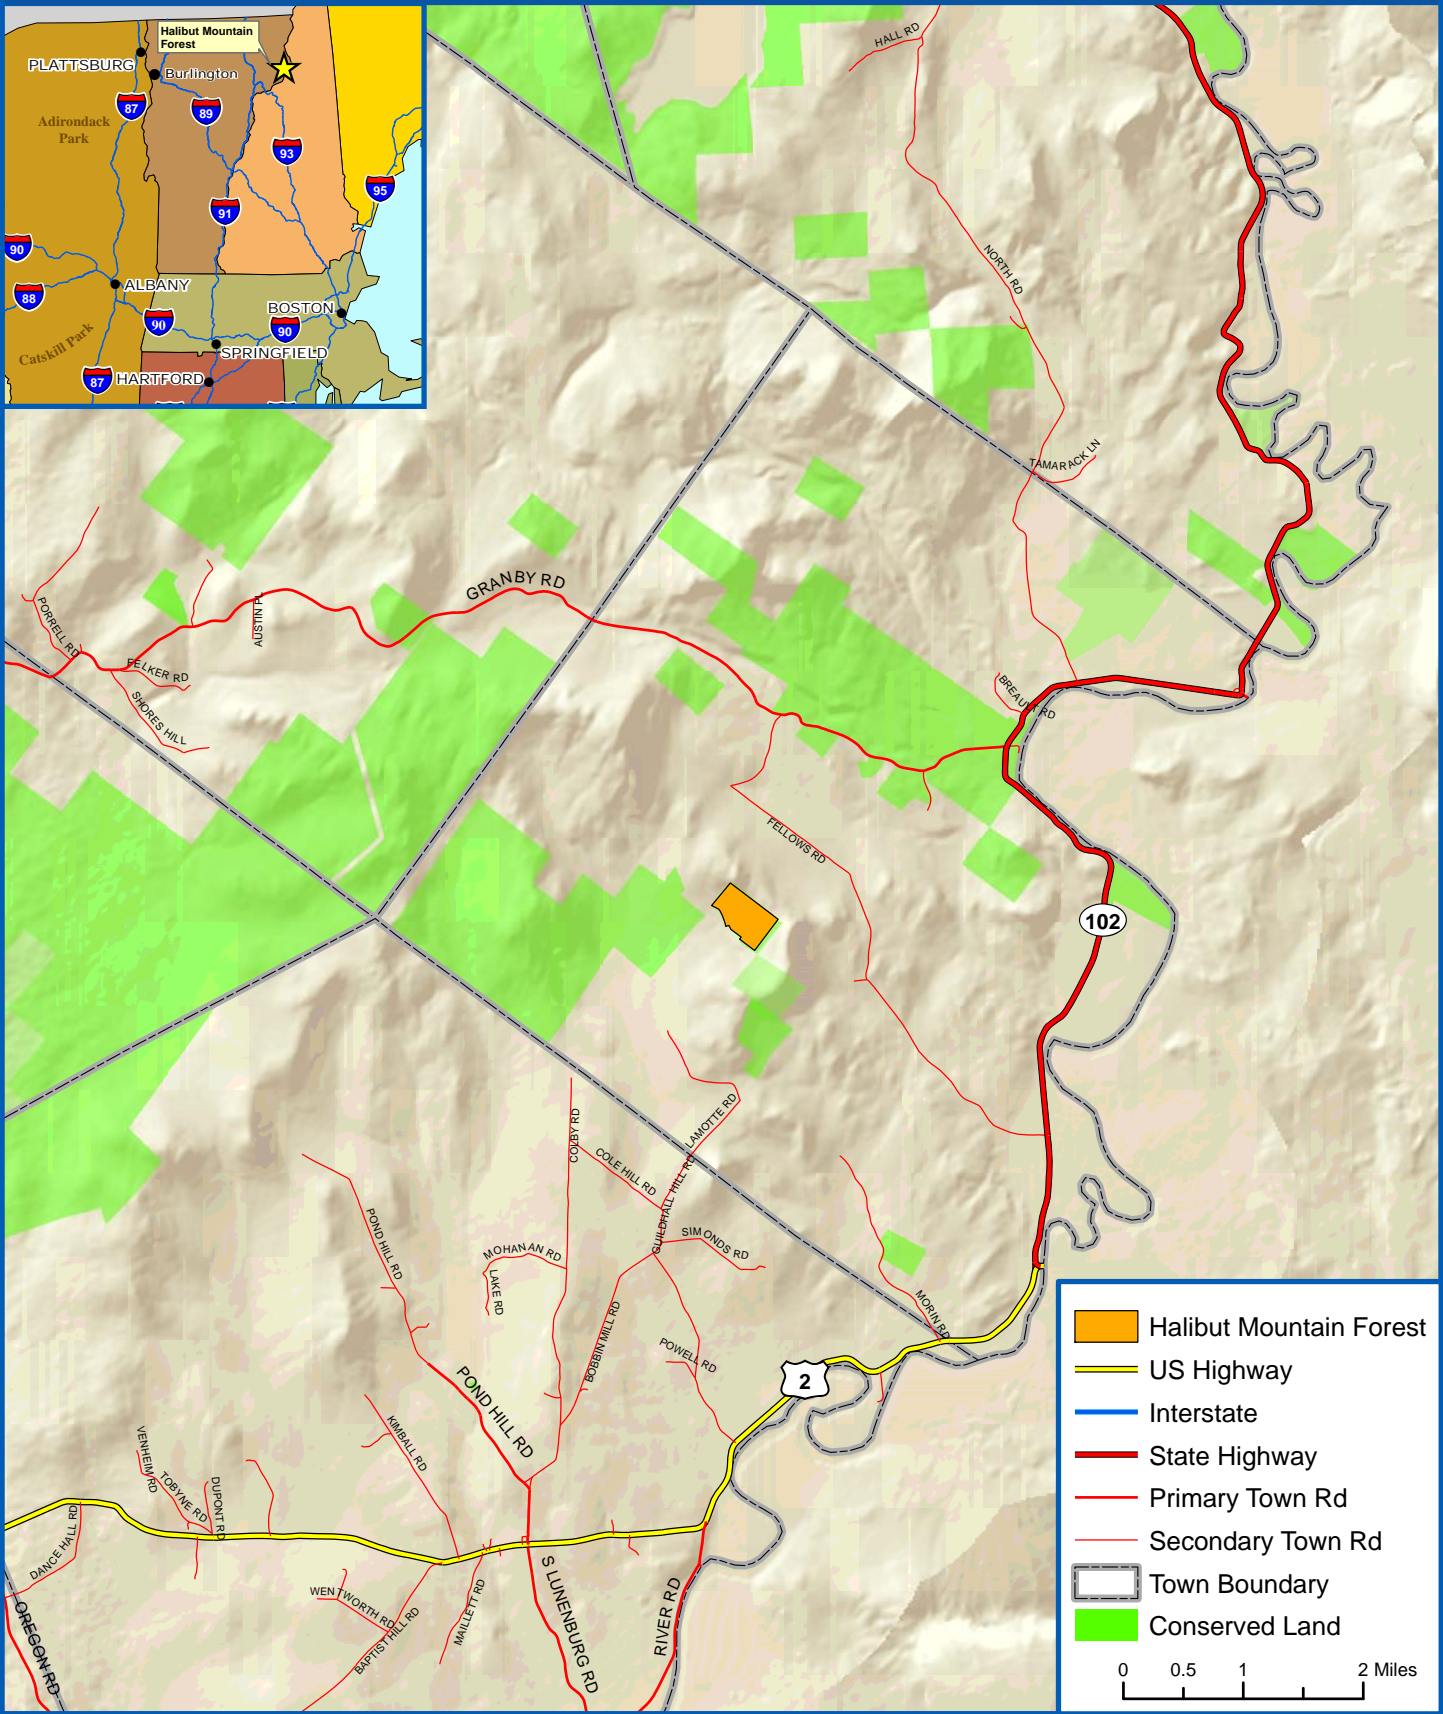 Halibut Mountain
Forest
PLATTSBURG
Burlington
87
89
Adirondack
Park
93
95
91
90
88
ALBANY
BOSTON
90
90
Catskill Park
SPRINGFIELD
87
HARTFORD
HALL RD
NORTH RD
TAMARACK LN
GRANBY RD
PORRELL RD
AUSTIN PL
FELKER RD
SHORES HILL
BREAULT RD
FELLOWS RD
102
COLBY RD
LAMOTTE RD
COLE HILL RD
GUILDHALL HILL RD
SIMONDS RD
POND HILL RD
MOHANAN RD
LAKE RD
BOBBIN MILL RD
POWELL RD
MORIN RD
2
POND HILL RD
KIMBALL RD
VENHEIM RD
TOBYNE RD
DUPONT RD
DANCE HALL RD
WENTWORTH RD
BAPTIST HILL RD
MAILLETT RD
S LUNENBURG RD
RIVER RD
OREGON RD
Halibut Mountain Forest
US Highway
Interstate
State Highway
Primary Town Rd
Secondary Town Rd
Town Boundary
Conserved Land
0 0.5 1 2 Miles